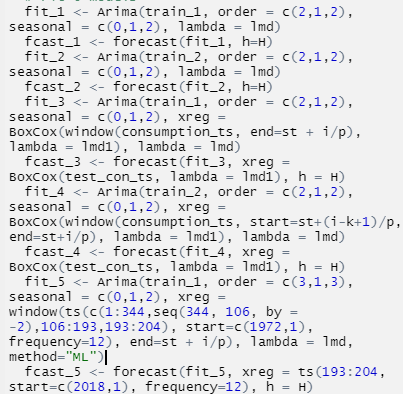 fit_1 <- Arima(train_1, order = c(2,1,2),
seasonal = c(0,1,2), lambda = lmd)
fcast_1 <- forecast(fit_1, h=H)
fit_2 <- Arima(train_2, order = c(2,1,2),
seasonal = c(0,1,2), lambda = lmd)
fcast_2 <- forecast(fit_2, h=H)
fit_3 <- Arima(train_1, order = c(2,1,2),
seasonal = c(0,1,2), xreg =
BoxCox(window(consumption_ts, end=st + i/p),
lambda = lmd1), lambda = lmd)
fcast_3 <- forecast(fit_3, xreg =
BoxCox(test_con_ts, lambda = lmd1), h = H)
fit_4 <- Arima(train_2, order = c(2,1,2),
seasonal = c(0,1,2), xreg =
BoxCox(window(consumption_ts, start=st+(i-k+1)/p,
end=st+i/p), lambda = lmd1), lambda = lmd)
fcast_4 <- forecast(fit_4, xreg =
BoxCox(test_con_ts, lambda = lmd1), h = H)
fit_5 <- Arima(train_1, order = c(3,1,3),
seasonal = c(0,1,2), xreg =
window(ts(c(1:344,seq(344, 106, by =
-2),106:193,193:204), start=c(1972,1),
frequency=12), end=st + i/p), lambda = lmd,
method="ML")
fcast_5 <- forecast(fit_5, xreg = ts(193:204,
start=c(2018,1), frequency=12), h = H)